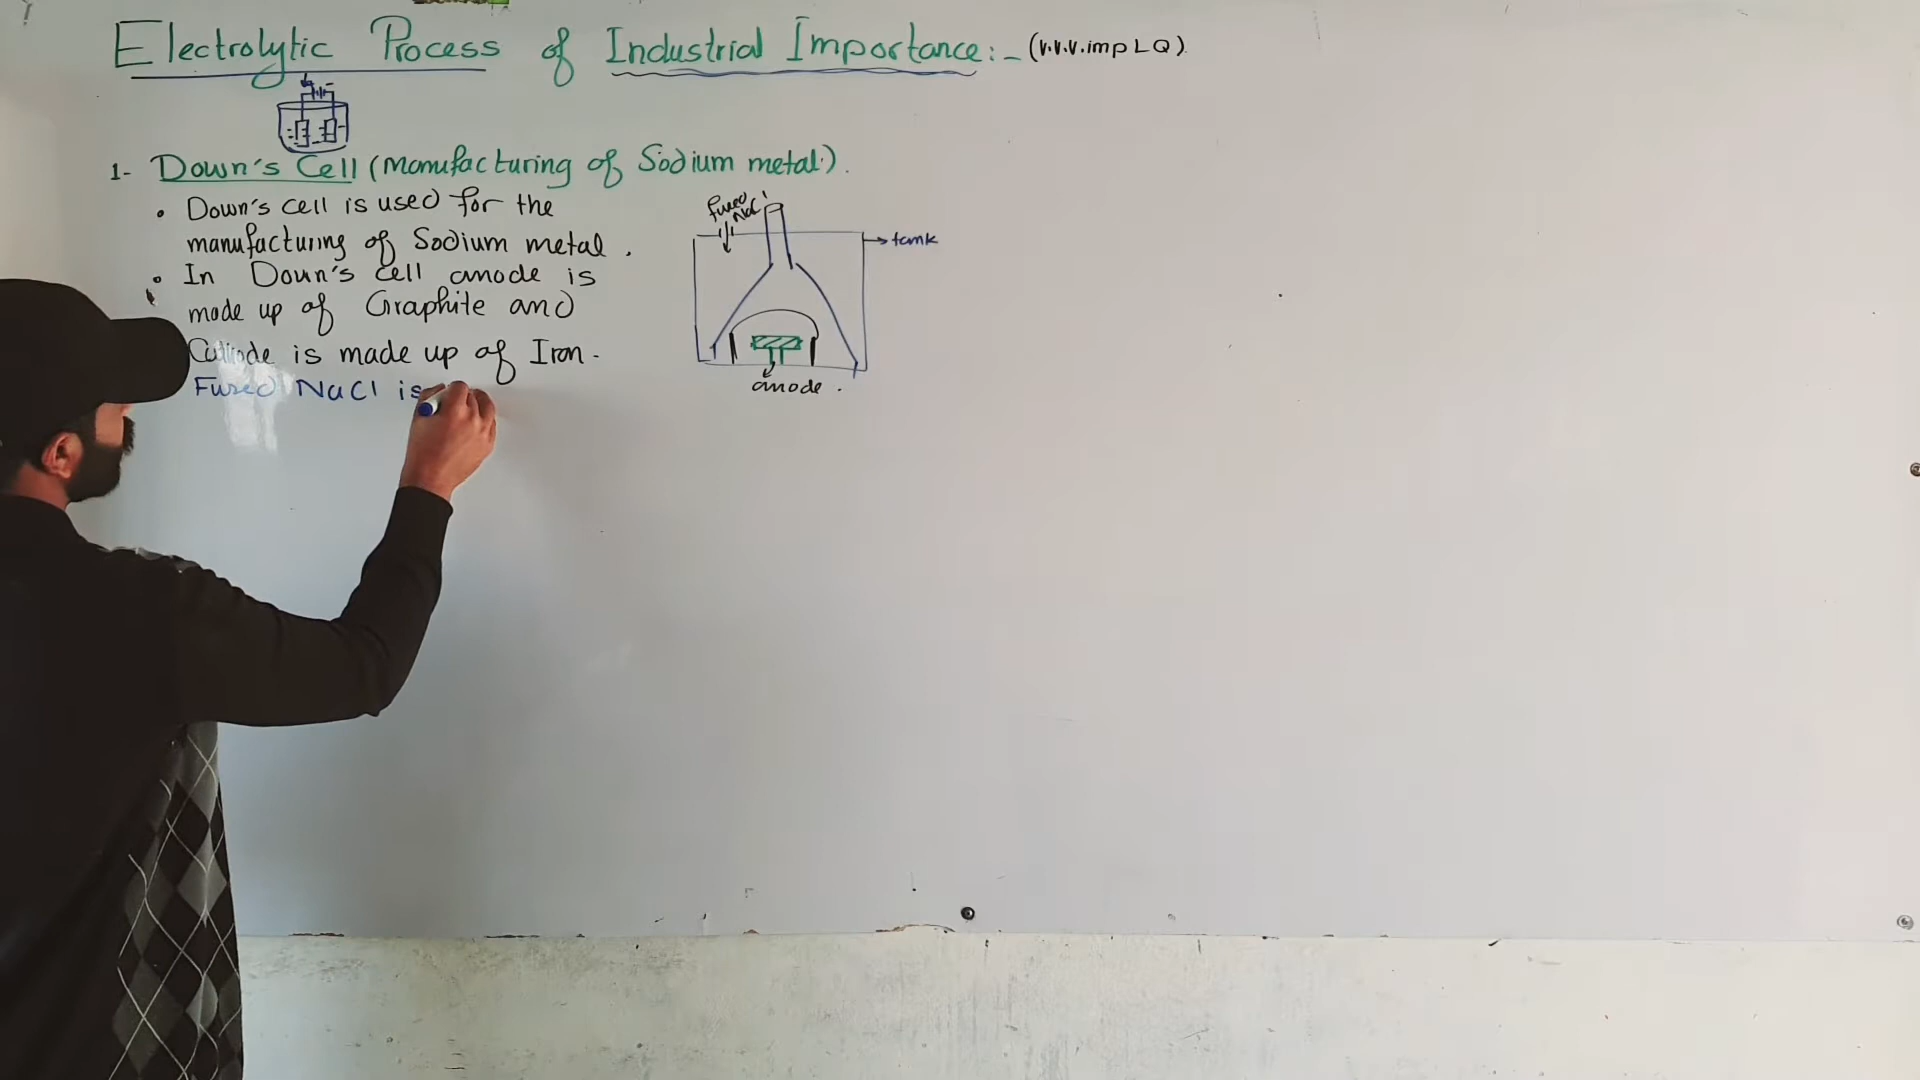 Electrolytic Process of Industrial Importance:- (V.V.V.imp LQ)
1- Down's Cell (Manufacturing of Sodium metal).
• Down's cell is used for the
manufacturing of Sodium metal.
• In Down's cell anode is
made up of Graphite and
Cathode is made up of Iron.
Fused NaCl is
fused
NaCl
tank
anode.